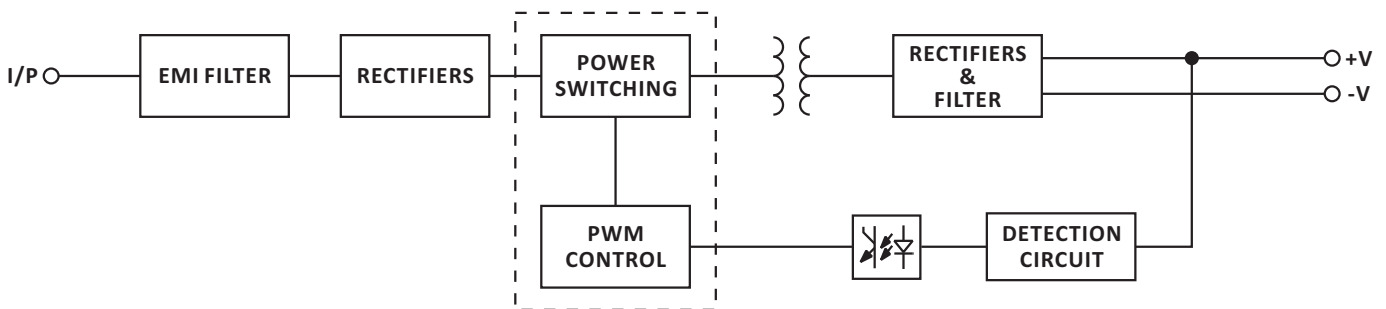 I/P
EMI FILTER
RECTIFIERS
POWER
SWITCHING
RECTIFIERS
&
FILTER
+V
-V
PWM
CONTROL
DETECTION
CIRCUIT